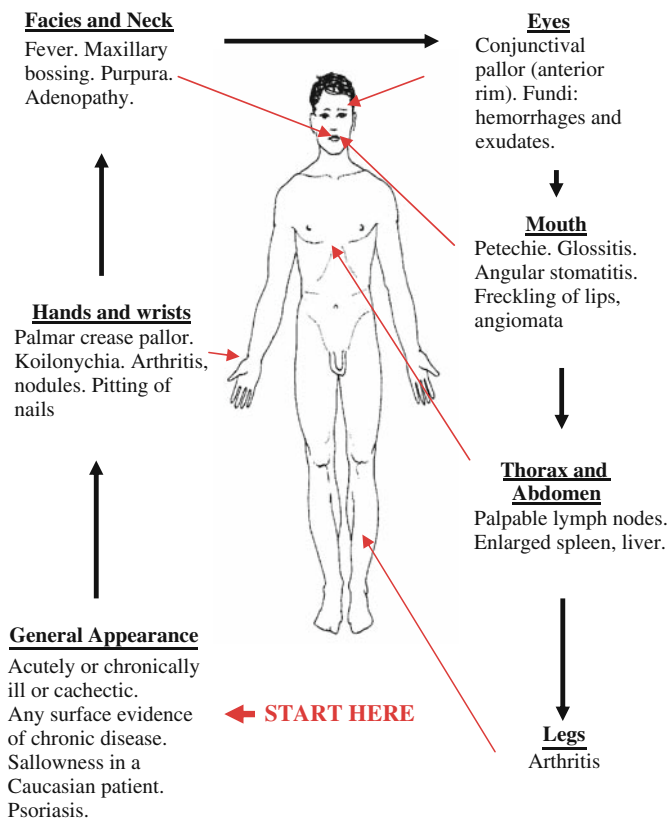 Facies and Neck
Fever. Maxillary
bossing. Purpura.
Adenopathy.
Eyes
Conjunctival
pallor (anterior
rim). Fundi:
hemorrhages and
exudates.
Mouth
Petechie. Glossitis.
Angular stomatitis.
Freckling of lips,
angiomata
Hands and wrists
Palmar crease pallor.
Koilonychia. Arthritis,
nodules. Pitting of
nails
Thorax and
Abdomen
Palpable lymph nodes.
Enlarged spleen, liver.
General Appearance
Acutely or chronically
ill or cachectic.
Any surface evidence
of chronic disease.
Sallowness in a
Caucasian patient.
Psoriasis.
START HERE
Legs
Arthritis